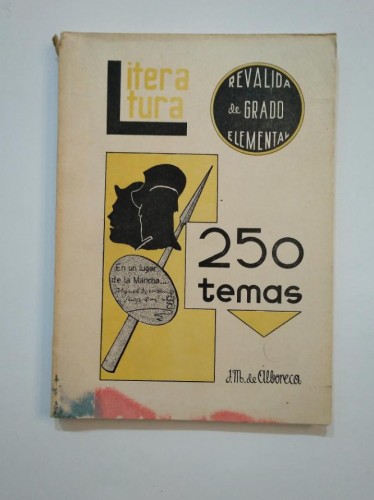 Litera
tura
REVALIDA
de GRADO
ELEMENTAL
250
temas
En un lugar
de la Mancha....
J.M. de Alboreca